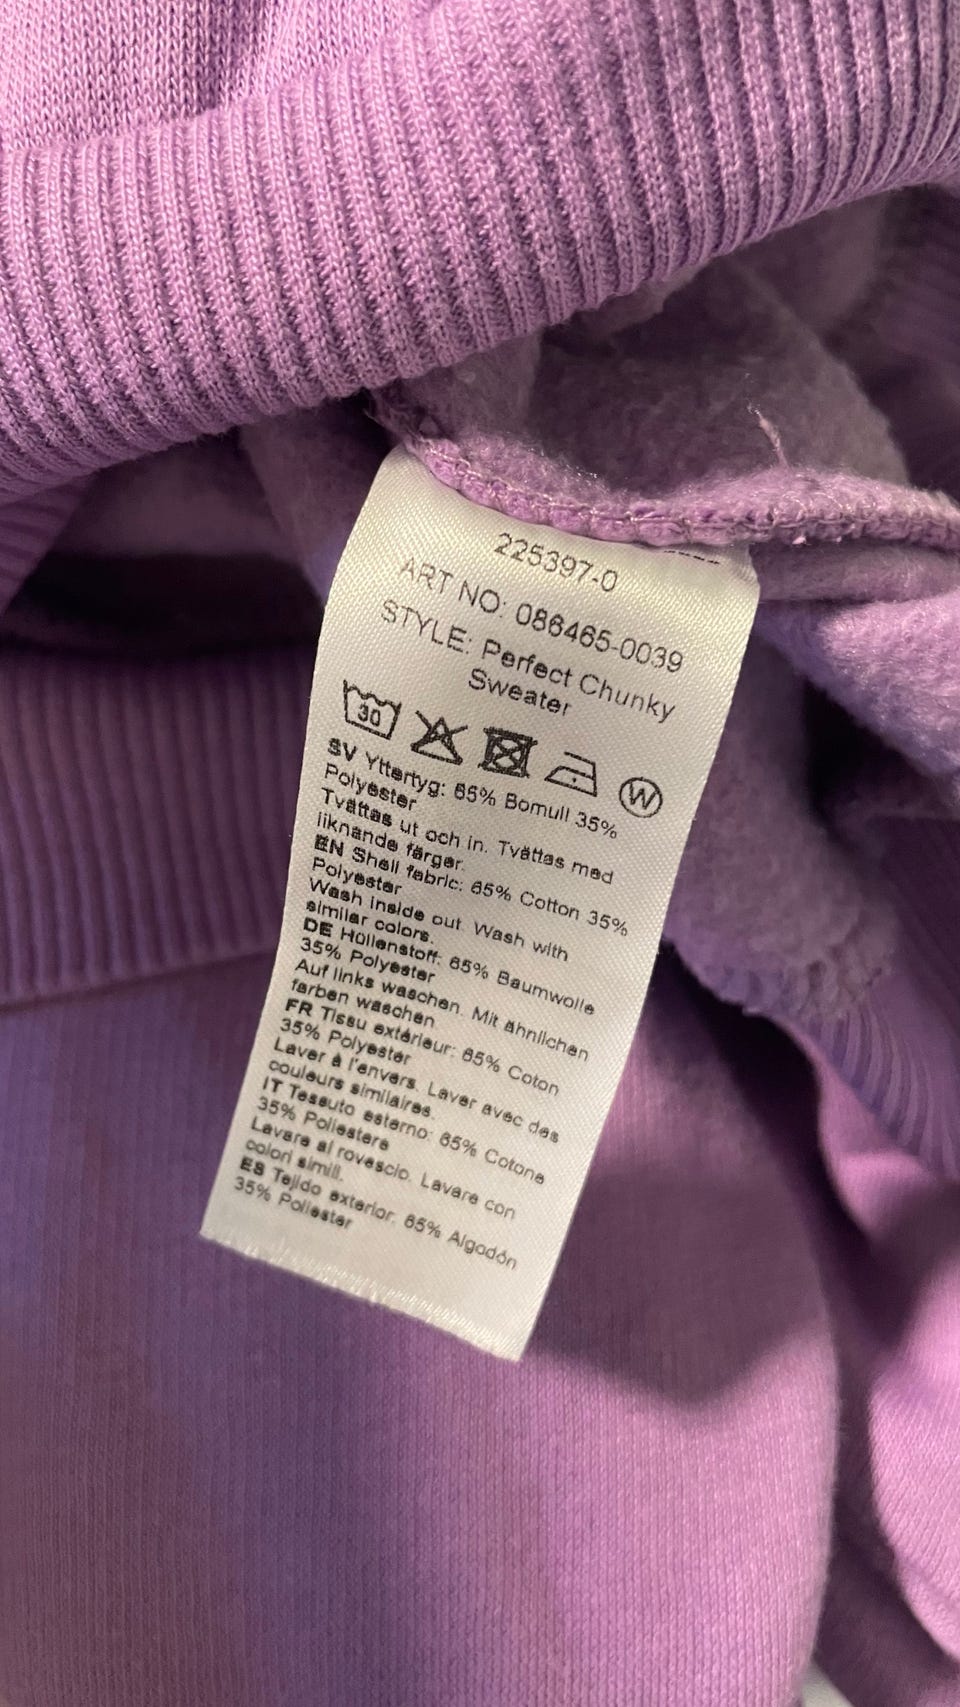 225397-0
ART NO: 086465-0039
STYLE: Perfect Chunky
Sweater
30
W
SV Yttertyg: 65% Bomull 35%
Polyester
Tvättas ut och in. Tvättas med
liknande färger.
EN Shell fabric: 65% Cotton 35%
Polyester
Wash inside out. Wash with
similar colors.
DE Hüllenstoff: 65% Baumwolle
35% Polyester
Auf links waschen. Mit ähnlichen
farben waschen.
FR Tissu extérieur: 65% Coton
35% Polyester
Laver à l'envers. Laver avec des
couleurs similaires.
IT Tessuto esterno: 65% Cotone
35% Poliestere
Lavare al rovescio. Lavare con
colori simili.
ES Tejido exterior: 65% Algodón
35% Poliester